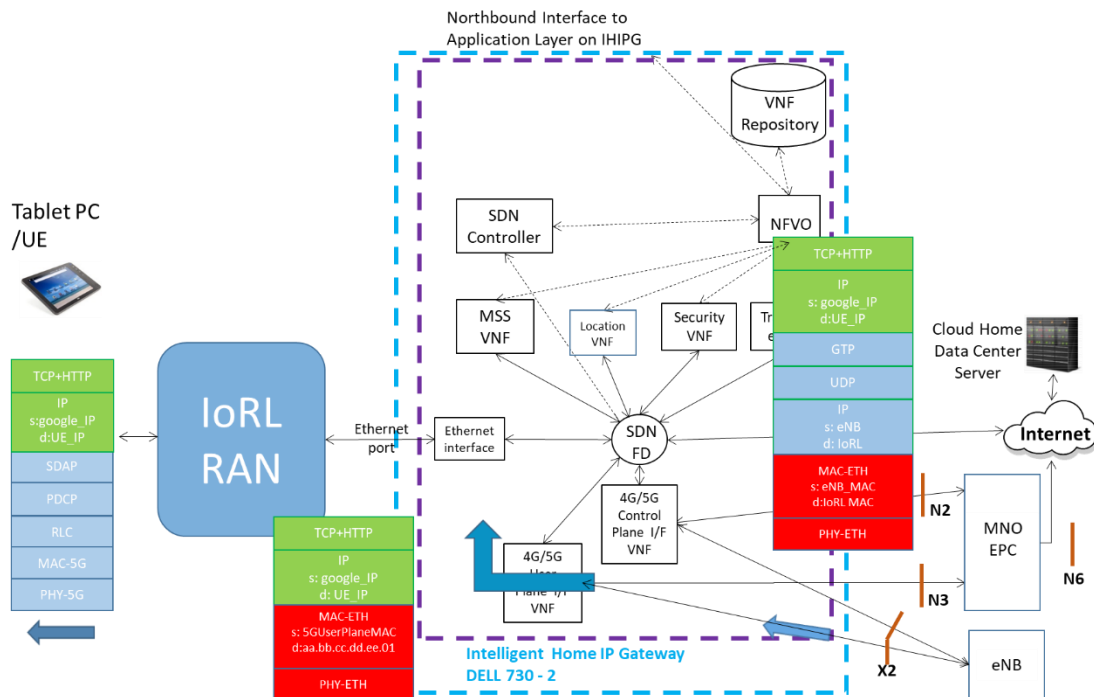 Northbound Interface to
Application Layer on IHIPG
VNF
Repository
Tablet PC
/UE
SDN
Controller
NFVO
MSS
VNF
Location
VNF
Security
VNF
Tr
e
TCP+HTTP
IP
s: google_IP
d:UE_IP
GTP
UDP
IP
s: eNB
d: IoRL
MAC-ETH
s: eNB_MAC
d:IoRL MAC
PHY-ETH
Cloud Home
Data Center
Server
Internet
TCP+HTTP
IP
s:google_IP
d:UE_IP
SDAP
PDCP
RLC
MAC-5G
PHY-5G
IoRL
RAN
Ethernet
port
Ethernet
interface
SDN
FD
4G/5G
Control
Plane I/F
VNF
4G/5G
Plane I/F
VNF
N2
MNO
EPC
N6
N3
X2
eNB
TCP+HTTP
IP
s: google_IP
d: UE_IP
MAC-ETH
s: 5GUserPlaneMAC
d:aa.bb.cc.dd.ee.01
PHY-ETH
Intelligent Home IP Gateway
DELL 730 - 2